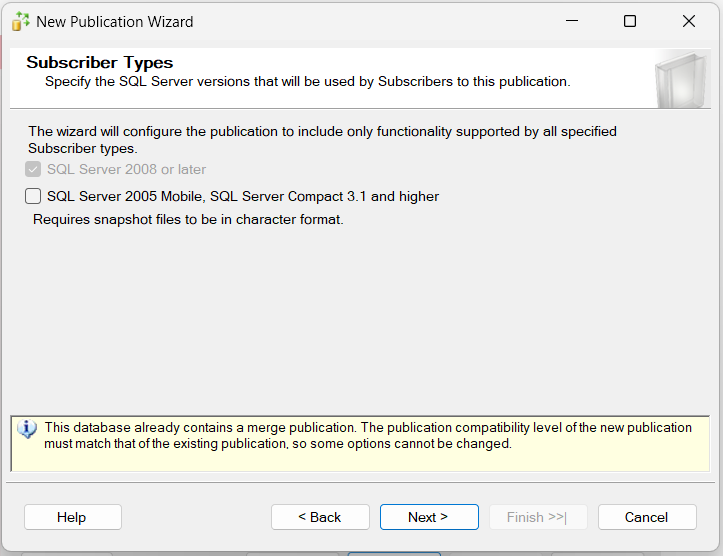 New Publication Wizard
Subscriber Types
Specify the SQL Server versions that will be used by Subscribers to this publication.
The wizard will configure the publication to include only functionality supported by all specified
Subscriber types.
SQL Server 2008 or later
SQL Server 2005 Mobile, SQL Server Compact 3.1 and higher
Requires snapshot files to be in character format.
This database already contains a merge publication. The publication compatibility level of the new publication
must match that of the existing publication, so some options cannot be changed.
Help
< Back
Next >
Finish >>|
Cancel